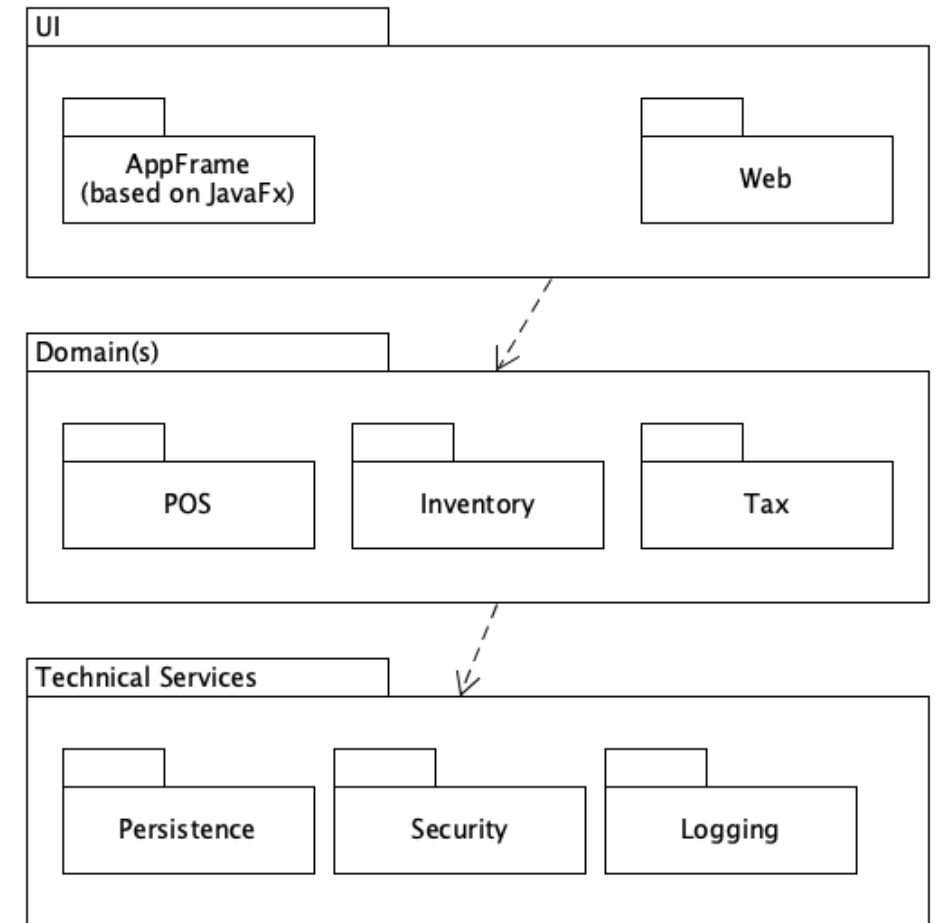 UI
AppFrame
(based on JavaFx)
Web
Domain(s)
POS
Inventory
Tax
Technical Services
Persistence
Security
Logging